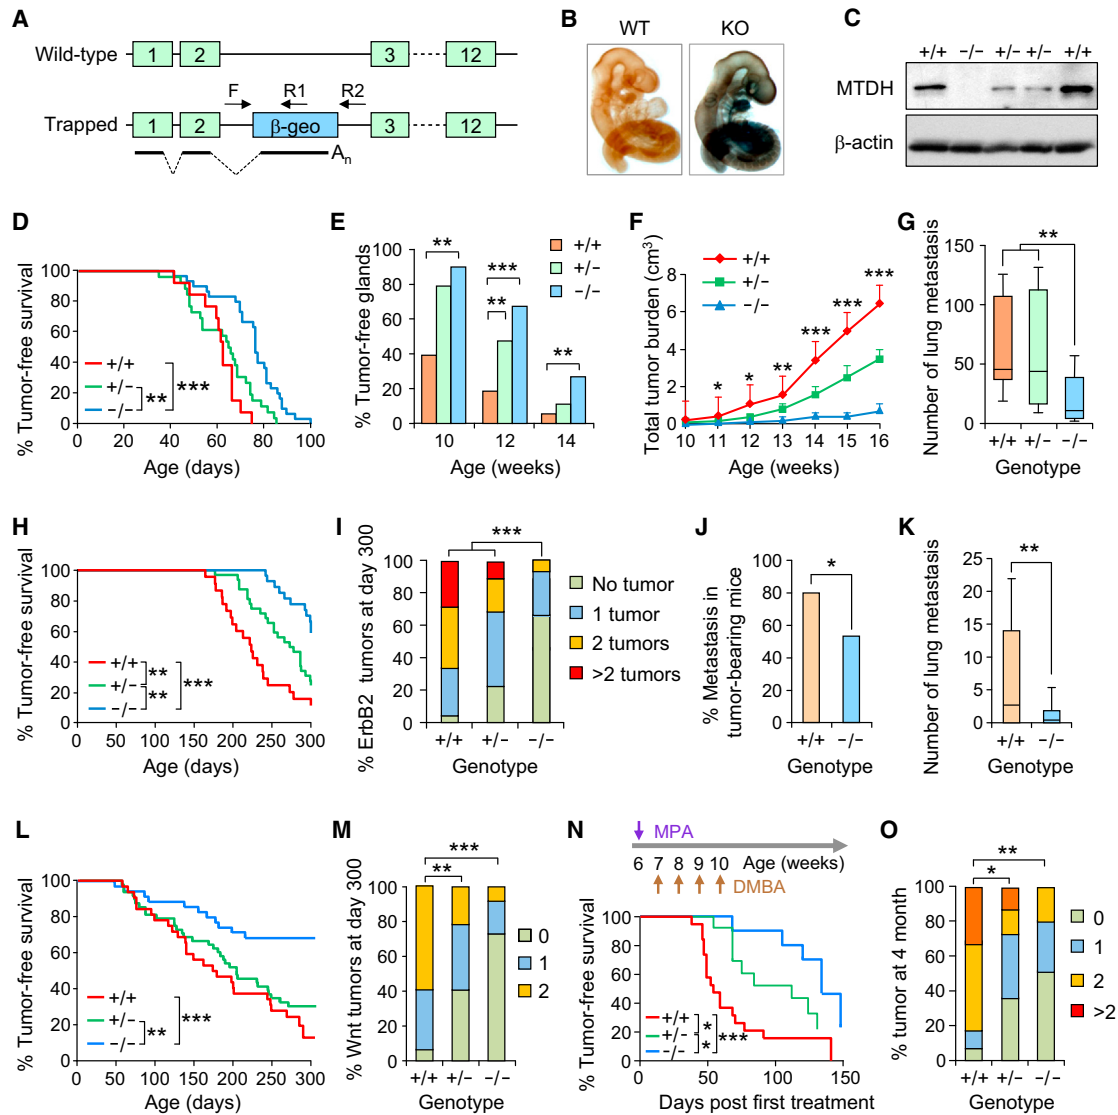 A
Wild-type 1 2 3 12
F R1 R2
Trapped 1 2 β-geo 3 12
An
B
WT KO
C
+/+ −/− +/− +/− +/+
MTDH
β-actin
D
% Tumor-free survival
100
80
60
40
20
0
0 20 40 60 80 100
Age (days)
+/+
+/−
−/−
**
***
E
% Tumor-free glands
100
80
60
40
20
0
10 12 14
Age (weeks)
** *** ** **
+/+
+/−
−/−
F
Total tumor burden (cm3)
8
6
4
2
0
10 11 12 13 14 15 16
Age (weeks)
+/+
+/−
−/−
* * ** *** *** ***
G
Number of lung metastasis
150
100
50
0
+/+ +/− −/−
Genotype
**
H
% Tumor-free survival
100
80
60
40
20
0
0 50 100 150 200 250 300
Age (days)
+/+
+/−
−/−
**
**
***
I
% ErbB2 tumors at day 300
100
80
60
40
20
0
+/+ +/− −/−
Genotype
***
No tumor
1 tumor
2 tumors
>2 tumors
J
% Metastasis in
tumor-bearing mice
100
80
60
40
20
0
+/+ −/−
Genotype
*
K
Number of lung metastasis
25
20
15
10
5
0
+/+ −/−
Genotype
**
L
% Tumor-free survival
100
80
60
40
20
0
0 50 100 150 200 250 300
Age (days)
+/+
+/−
−/−
**
***
M
% Wnt tumors at day 300
100
80
60
40
20
0
+/+ +/− −/−
Genotype
***
**
0
1
2
N
MPA
6 7 8 9 10 Age (weeks)
DMBA
% Tumor-free survival
100
80
60
40
20
0
0 50 100 150
Days post first treatment
+/+
+/−
−/−
*
*
***
O
% tumor at 4 month
100
80
60
40
20
0
+/+ +/− −/−
Genotype
**
*
0
1
2
>2